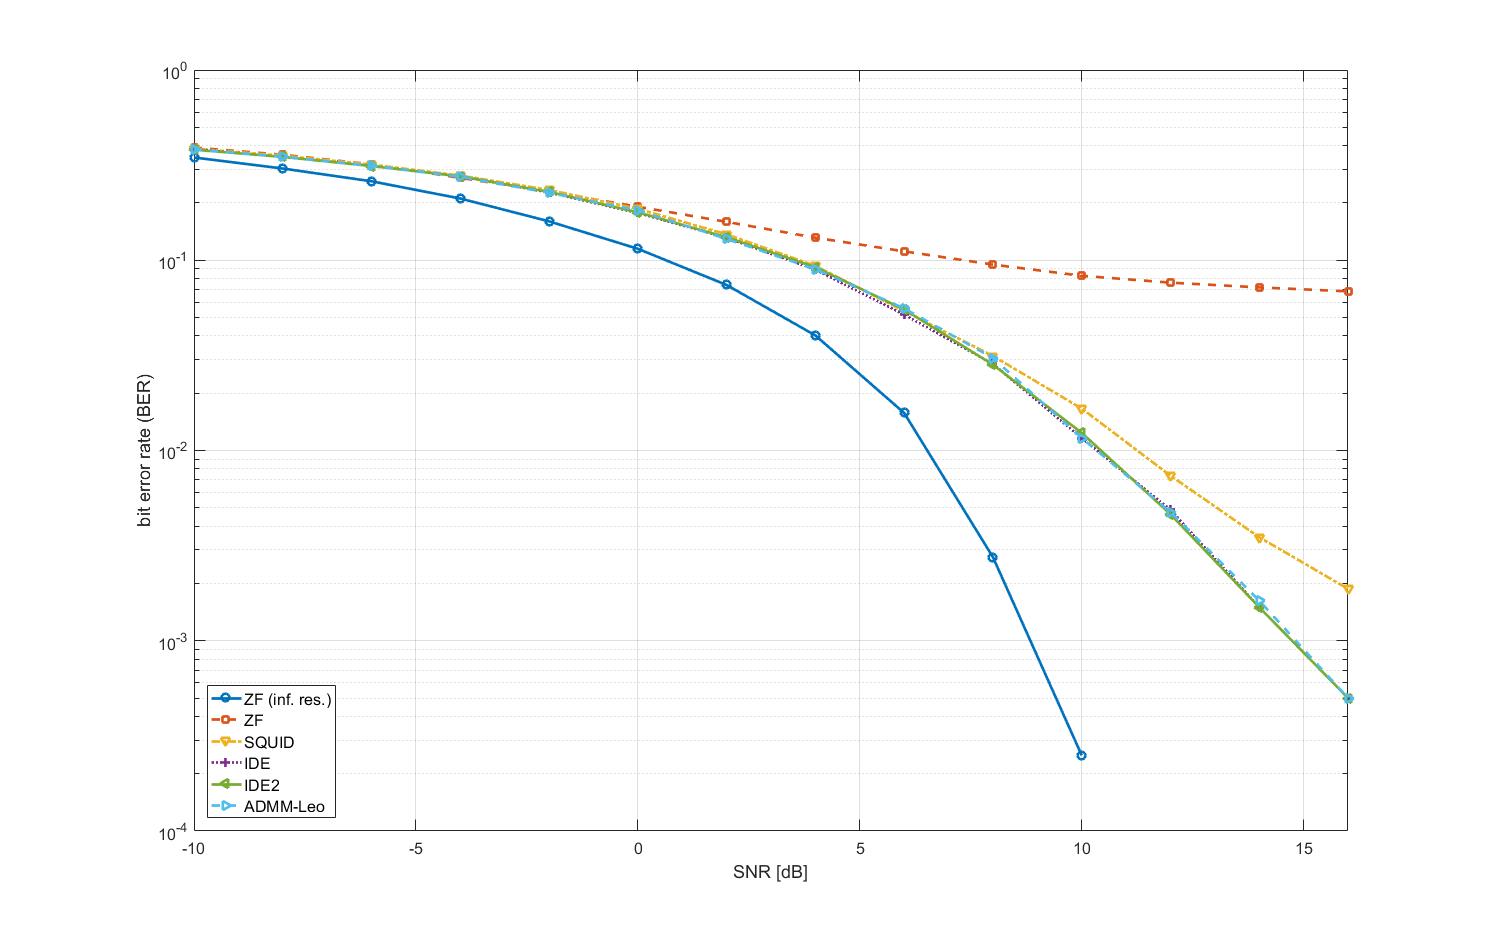 10^0
10^-1
10^-2
10^-3
10^-4
bit error rate (BER)
ZF (inf. res.)
ZF
SQUID
IDE
IDE2
ADMM-Leo
-10 -5 0 5 10 15
SNR [dB]